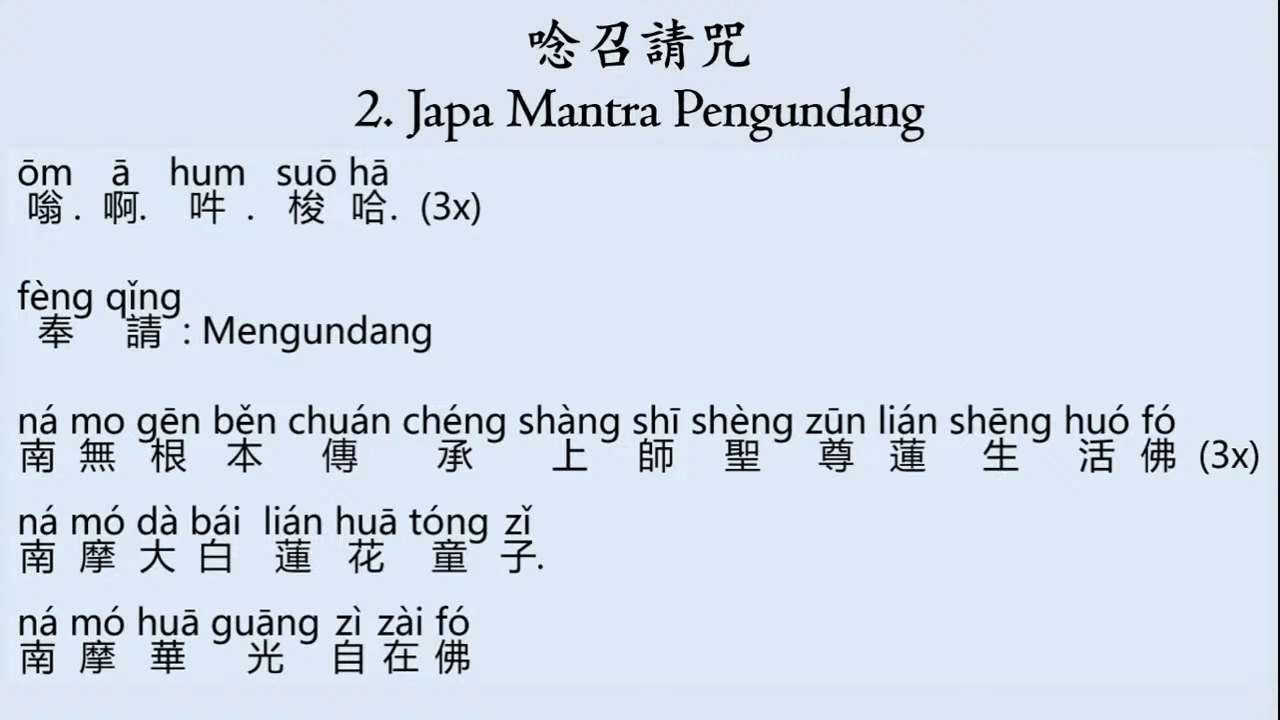 唸召請咒
2. Japa Mantra Pengundang
ōm ā hum suō hā
嗡. 啊. 吽. 梭 哈. (3x)
fèng qǐng
奉 請 : Mengundang
ná mo gēn běn chuán chéng shàng shī shèng zūn lián shēng huó fó
南 無 根 本 傳 承 上 師 聖 尊 蓮 生 活 佛 (3x)
ná mó dà bái lián huā tóng zǐ
南 摩 大 白 蓮 花 童 子.
ná mó huā guāng zì zài fó
南 摩 華 光 自 在 佛